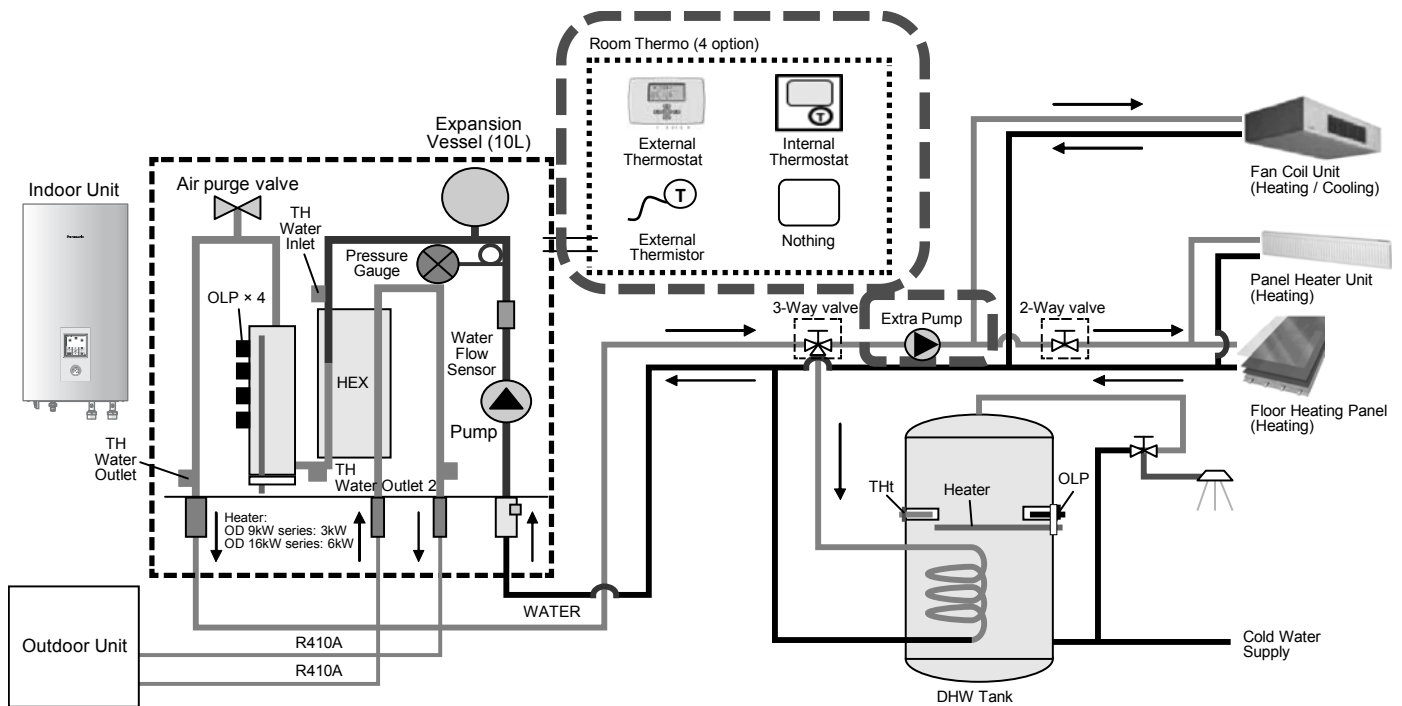 Room Thermo (4 option)
External
Thermostat
Internal
Thermostat
External
Thermistor
Nothing
Expansion
Vessel (10L)
Indoor Unit
Air purge valve
TH
Water
Inlet
Pressure
Gauge
OLP × 4
HEX
Water
Flow
Sensor
Pump
TH
Water
Outlet
TH
Water Outlet 2
Heater:
OD 9kW series: 3kW
OD 16kW series: 6kW
Outdoor Unit
R410A
R410A
WATER
3-Way valve
Extra Pump
2-Way valve
Fan Coil Unit
(Heating / Cooling)
Panel Heater Unit
(Heating)
Floor Heating Panel
(Heating)
THt
Heater
OLP
DHW Tank
Cold Water
Supply
T
T